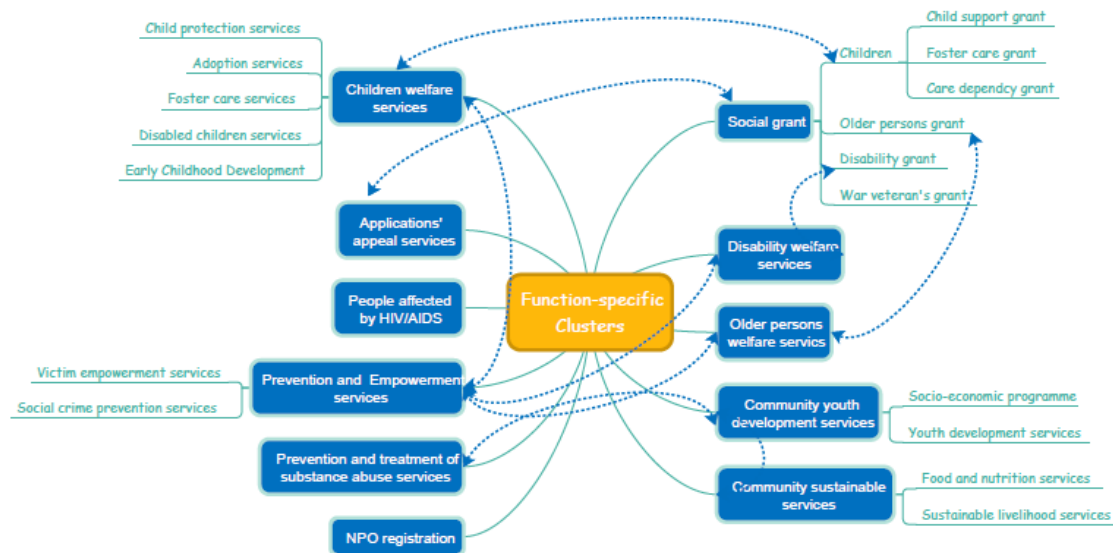 Child protection services
Adoption services
Foster care services
Disabled children services
Early Childhood Development
Children welfare
services
Applications'
appeal services
People affected
by HIV/AIDS
Victim empowerment services
Social crime prevention services
Prevention and Empowerment
services
Prevention and treatment of
substance abuse services
NPO registration
Function-specific
Clusters
Social grant
Children
Child support grant
Foster care grant
Care dependcy grant
Older persons grant
Disability grant
War veteran's grant
Disability welfare
services
Older persons
welfare servics
Community youth
development services
Socio-economic programme
Youth development services
Community sustainable
services
Food and nutrition services
Sustainable livelihood services